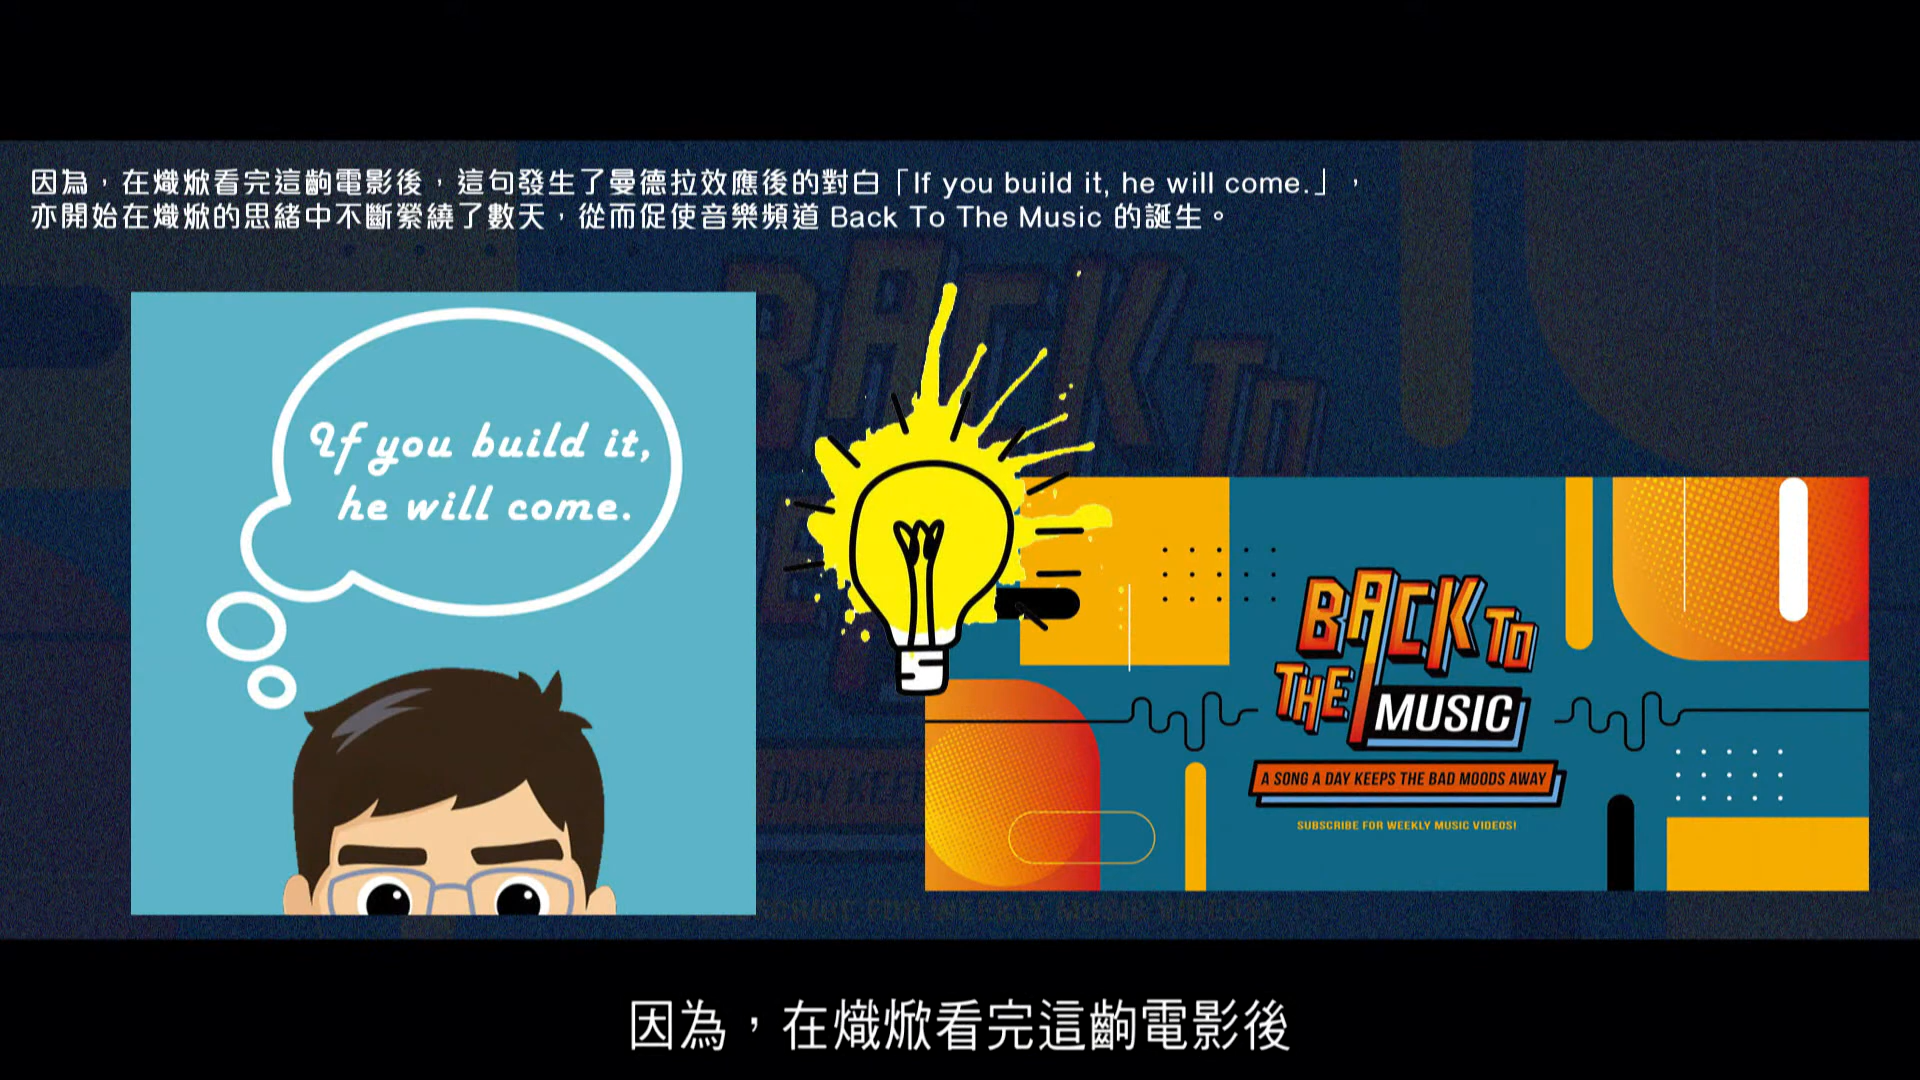 因為，在熾焮看完這齣電影後，這句發生了曼德拉效應後的對白「If you build it, he will come.」，
亦開始在熾焮的思緒中不斷縈繞了數天，從而促使音樂頻道 Back To The Music 的誕生。
If you build it,
he will come.
BACK TO
THE MUSIC
A SONG A DAY KEEPS THE BAD MOODS AWAY
SUBSCRIBE FOR WEEKLY MUSIC VIDEOS!
因為，在熾焮看完這齣電影後